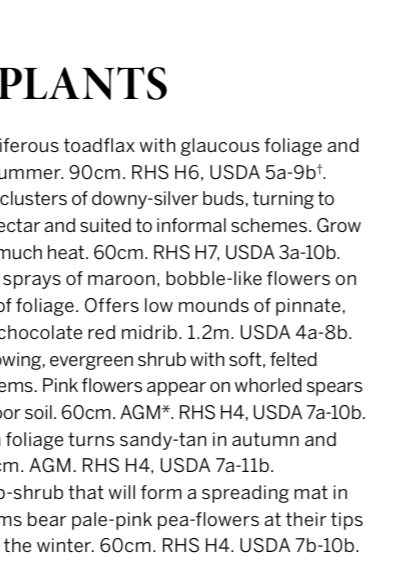 PLANTS
iferous toadflax with glaucous foliage and
ummer. 90cm. RHS H6, USDA 5a-9b†.
clusters of downy-silver buds, turning to
ectar and suited to informal schemes. Grow
much heat. 60cm. RHS H7, USDA 3a-10b.
sprays of maroon, bobble-like flowers on
of foliage. Offers low mounds of pinnate,
chocolate red midrib. 1.2m. USDA 4a-8b.
owing, evergreen shrub with soft, felted
ems. Pink flowers appear on whorled spears
oor soil. 60cm. AGM*. RHS H4, USDA 7a-10b.
foliage turns sandy-tan in autumn and
cm. AGM. RHS H4, USDA 7a-11b.
b-shrub that will form a spreading mat in
ms bear pale-pink pea-flowers at their tips
the winter. 60cm. RHS H4. USDA 7b-10b.